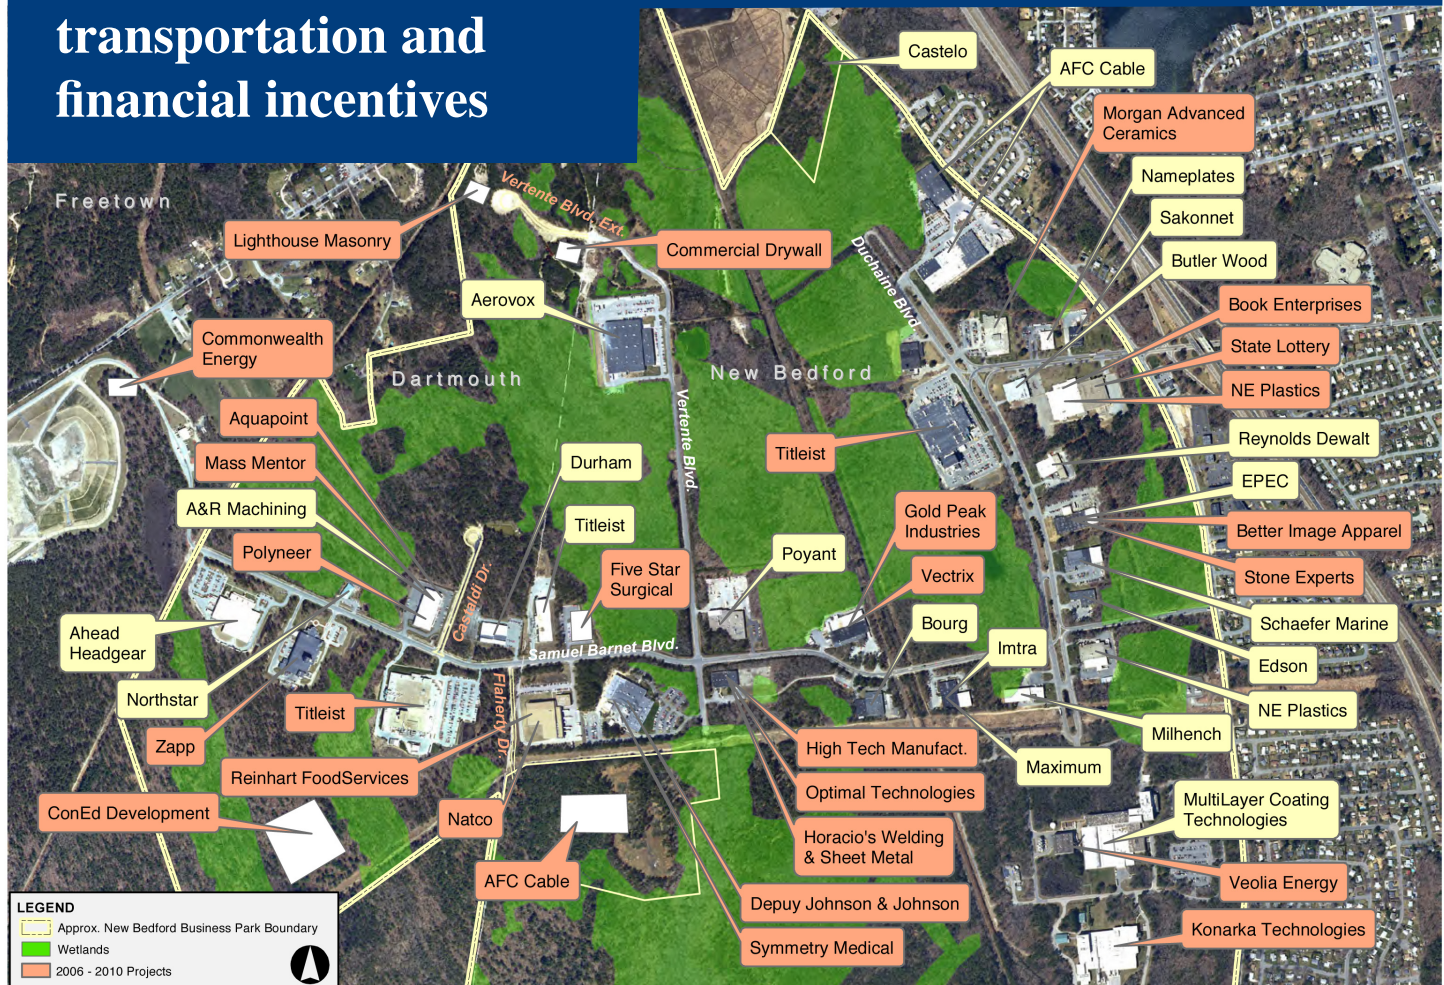 transportation and
financial incentives
Castelo
AFC Cable
Morgan Advanced
Ceramics
Nameplates
Freetown
Vertente Blvd. Ext.
Sakonnet
Lighthouse Masonry
Commercial Drywall
Duchaine Blvd.
Butler Wood
Aerovox
Book Enterprises
Commonwealth
Energy
State Lottery
Dartmouth
New Bedford
NE Plastics
Aquapoint
Vertente Blvd.
Reynolds Dewalt
Mass Mentor
Durham
Titleist
EPEC
A&R Machining
Titleist
Gold Peak
Industries
Better Image Apparel
Polyneer
Poyant
Five Star
Surgical
Vectrix
Stone Experts
Castaldi Dr.
Bourg
Schaefer Marine
Ahead
Headgear
Samuel Barnet Blvd.
Imtra
Edson
Northstar
Flaherty Dr.
Titleist
NE Plastics
Zapp
High Tech Manufact.
Milhench
Reinhart FoodServices
Maximum
Optimal Technologies
ConEd Development
Natco
MultiLayer Coating
Technologies
Horacio's Welding
& Sheet Metal
AFC Cable
Veolia Energy
Depuy Johnson & Johnson
Konarka Technologies
Symmetry Medical
LEGEND
Approx. New Bedford Business Park Boundary
Wetlands
2006 - 2010 Projects